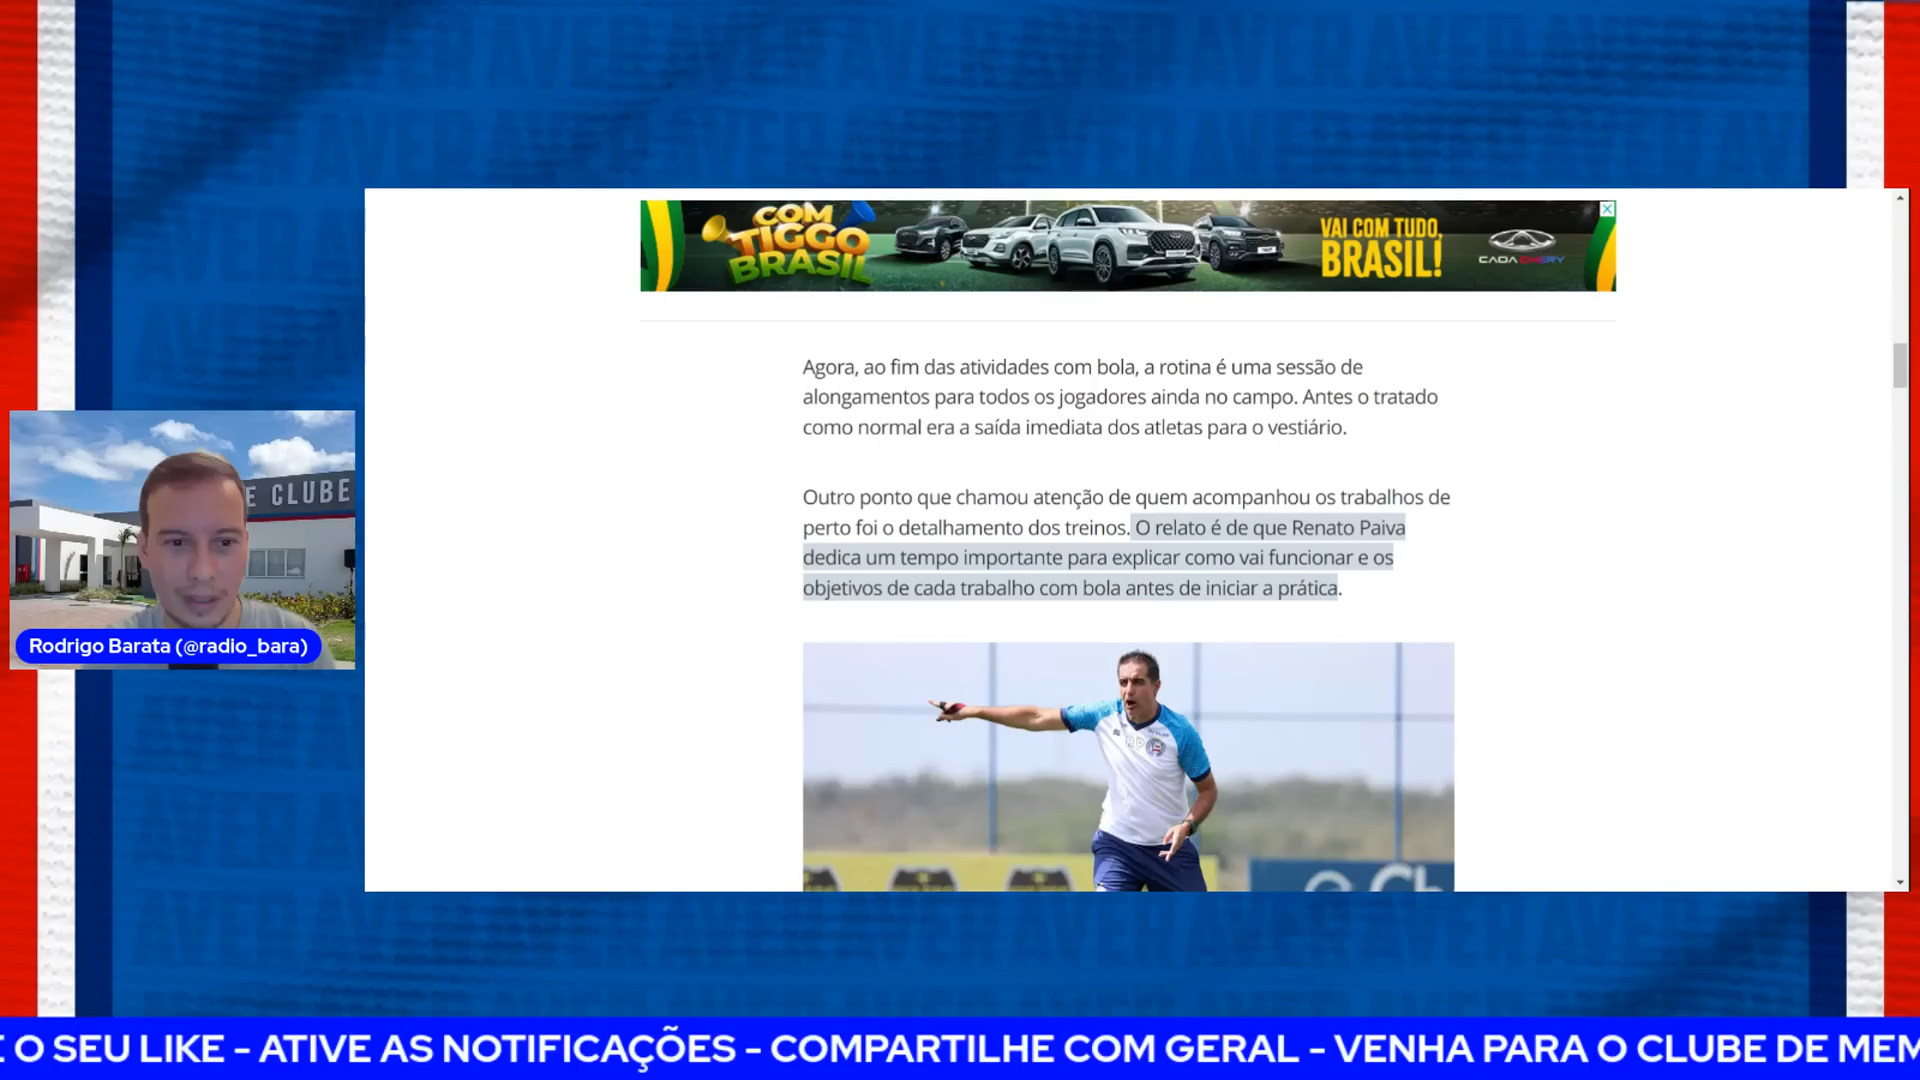 COM
TIGGO
BRASIL
VAI COM TUDO,
BRASIL!
CAOA CHERY
Agora, ao fim das atividades com bola, a rotina é uma sessão de
alongamentos para todos os jogadores ainda no campo. Antes o tratado
como normal era a saída imediata dos atletas para o vestiário.
Outro ponto que chamou atenção de quem acompanhou os trabalhos de
perto foi o detalhamento dos treinos. O relato é de que Renato Paiva
dedica um tempo importante para explicar como vai funcionar e os
objetivos de cada trabalho com bola antes de iniciar a prática.
E CLUBE
Rodrigo Barata (@radio_bara)
RP
E O SEU LIKE - ATIVE AS NOTIFICAÇÕES - COMPARTILHE COM GERAL - VENHA PARA O CLUBE DE MEM